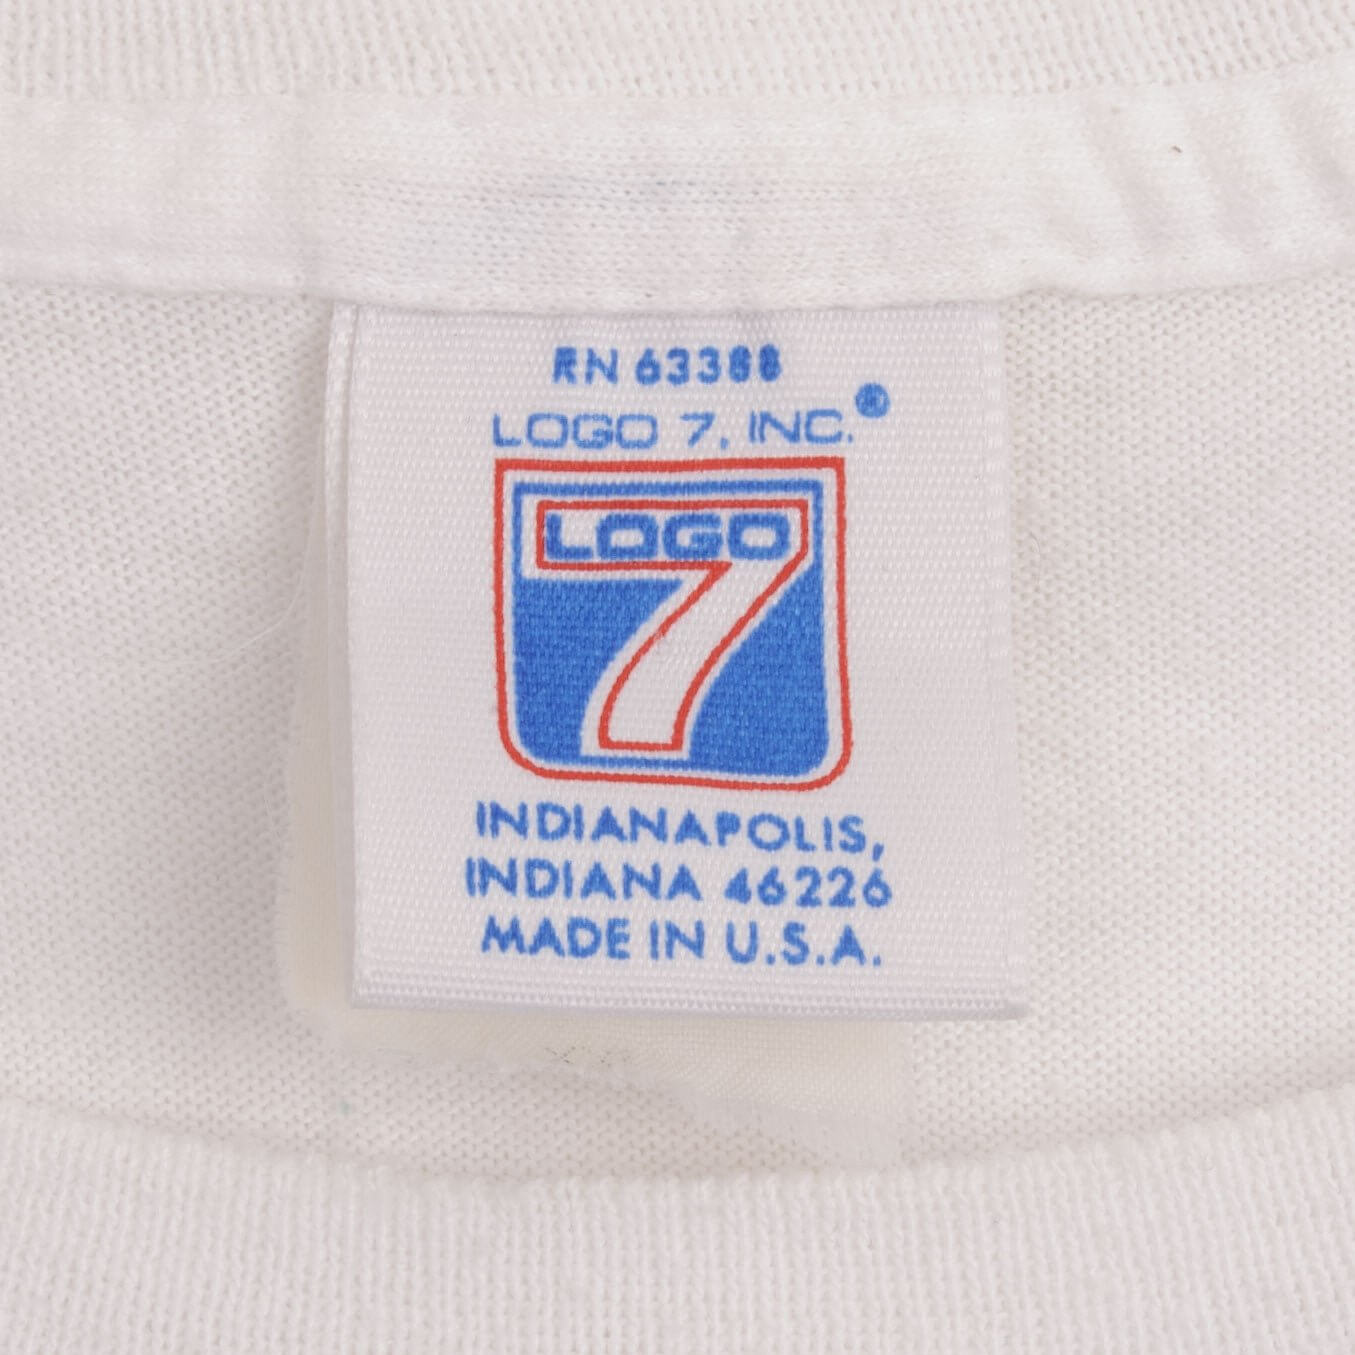 RN 63388
LOGO 7, INC.®
LOGO
7
INDIANAPOLIS,
INDIANA 46226
MADE IN U.S.A.